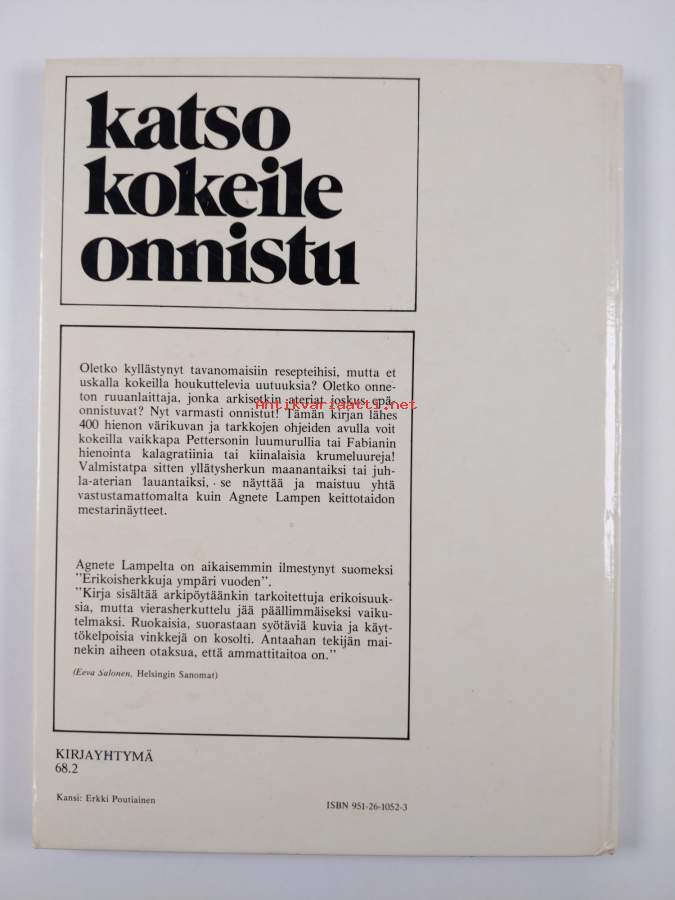 katso
kokeile
onnistu
Oletko kyllästynyt tavanomaisiin resepteihisi, mutta et
uskalla kokeilla houkuttelevia uutuuksia? Oletko onne-
ton ruuanlaittaja, jonka arkisetkin ateriat joskus epä-
onnistuvat? Nyt varmasti onnistut! Tämän kirjan lähes
Antikvariaatti.net
400 hienon värikuvan ja tarkkojen ohjeiden avulla voit
kokeilla vaikkapa Pettersonin luumurullia tai Fabianin
hienointa kalagratiinia tai kiinalaisia krumeluureja!
Valmistatpa sitten yllätysherkun maanantaiksi tai juh-
la-aterian lauantaiksi, se näyttää ja maistuu yhtä
vastustamattomalta kuin Agnete Lampen keittotaidon
mestarinäytteet.
Agnete Lampelta on aikaisemmin ilmestynyt suomeksi
"Erikoisherkkuja ympäri vuoden".
"Kirja sisältää arkipöytäänkin tarkoitettuja erikoisuuk-
sia, mutta vierasherkuttelu jää päällimmäiseksi vaiku-
telmaksi. Ruokaisia, suorastaan syötäviä kuvia ja käyt-
tökelpoisia vinkkejä on kosolti. Antaahan tekijän mai-
nekin aiheen otaksua, että ammattitaitoa on."
(Eeva Salonen, Helsingin Sanomat)
KIRJAYHTYMÄ
68.2
Kansi: Erkki Poutiainen
ISBN 951-26-1052-3